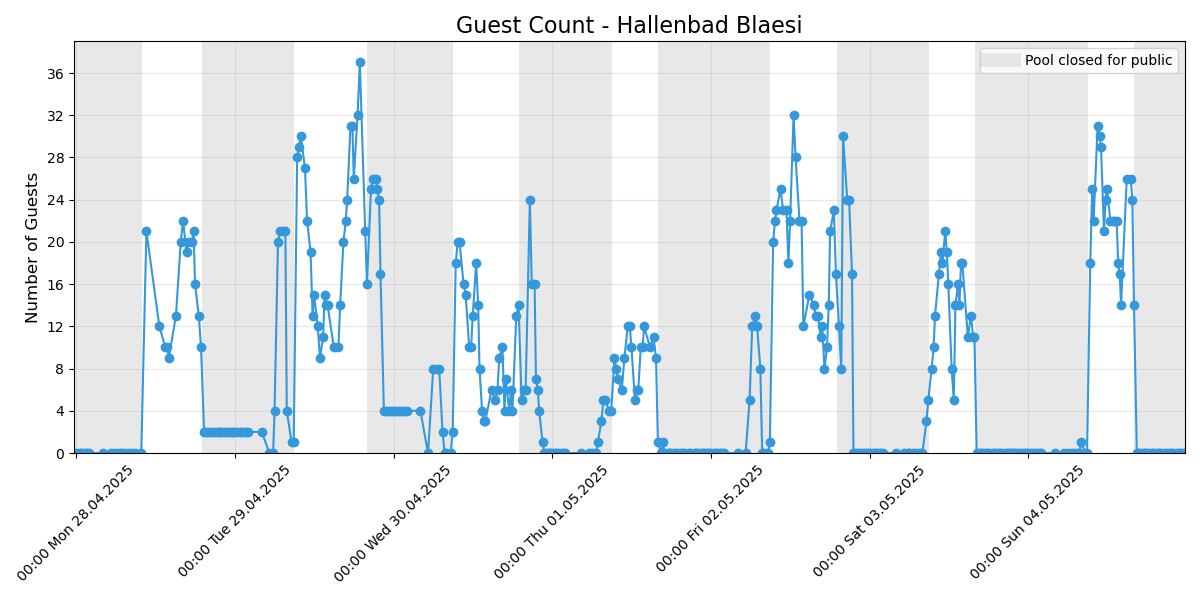 Guest Count - Hallenbad Blaesi
Pool closed for public
Number of Guests
36
32
28
24
20
16
12
8
4
0
00:00 Mon 28.04.2025
00:00 Tue 29.04.2025
00:00 Wed 30.04.2025
00:00 Thu 01.05.2025
00:00 Fri 02.05.2025
00:00 Sat 03.05.2025
00:00 Sun 04.05.2025